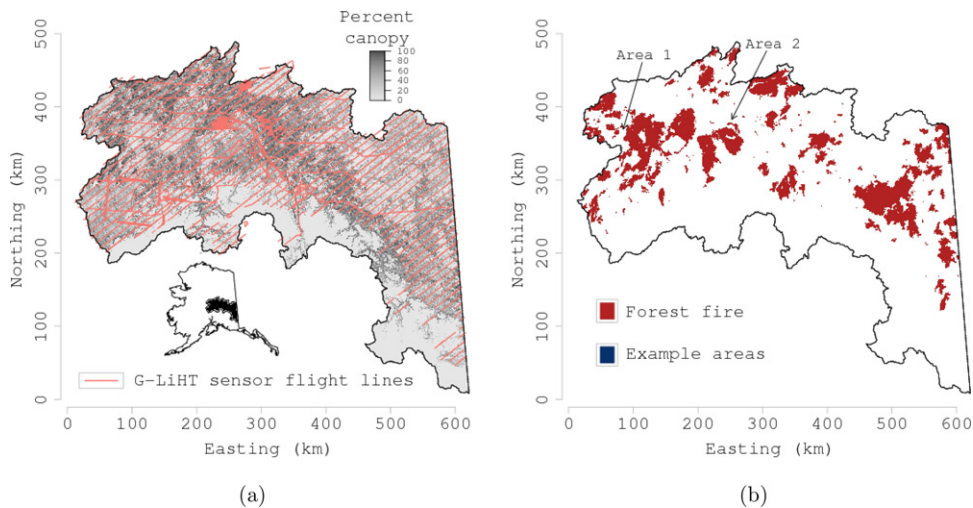 Percent
canopy
100
80
60
40
20
0
500
400
300
200
100
0
Northing (km)
G-LiHT sensor flight lines
0 100 200 300 400 500 600
Easting (km)
(a)
500
400
300
200
100
0
Northing (km)
Area 1
Area 2
Forest fire
Example areas
0 100 200 300 400 500 600
Easting (km)
(b)